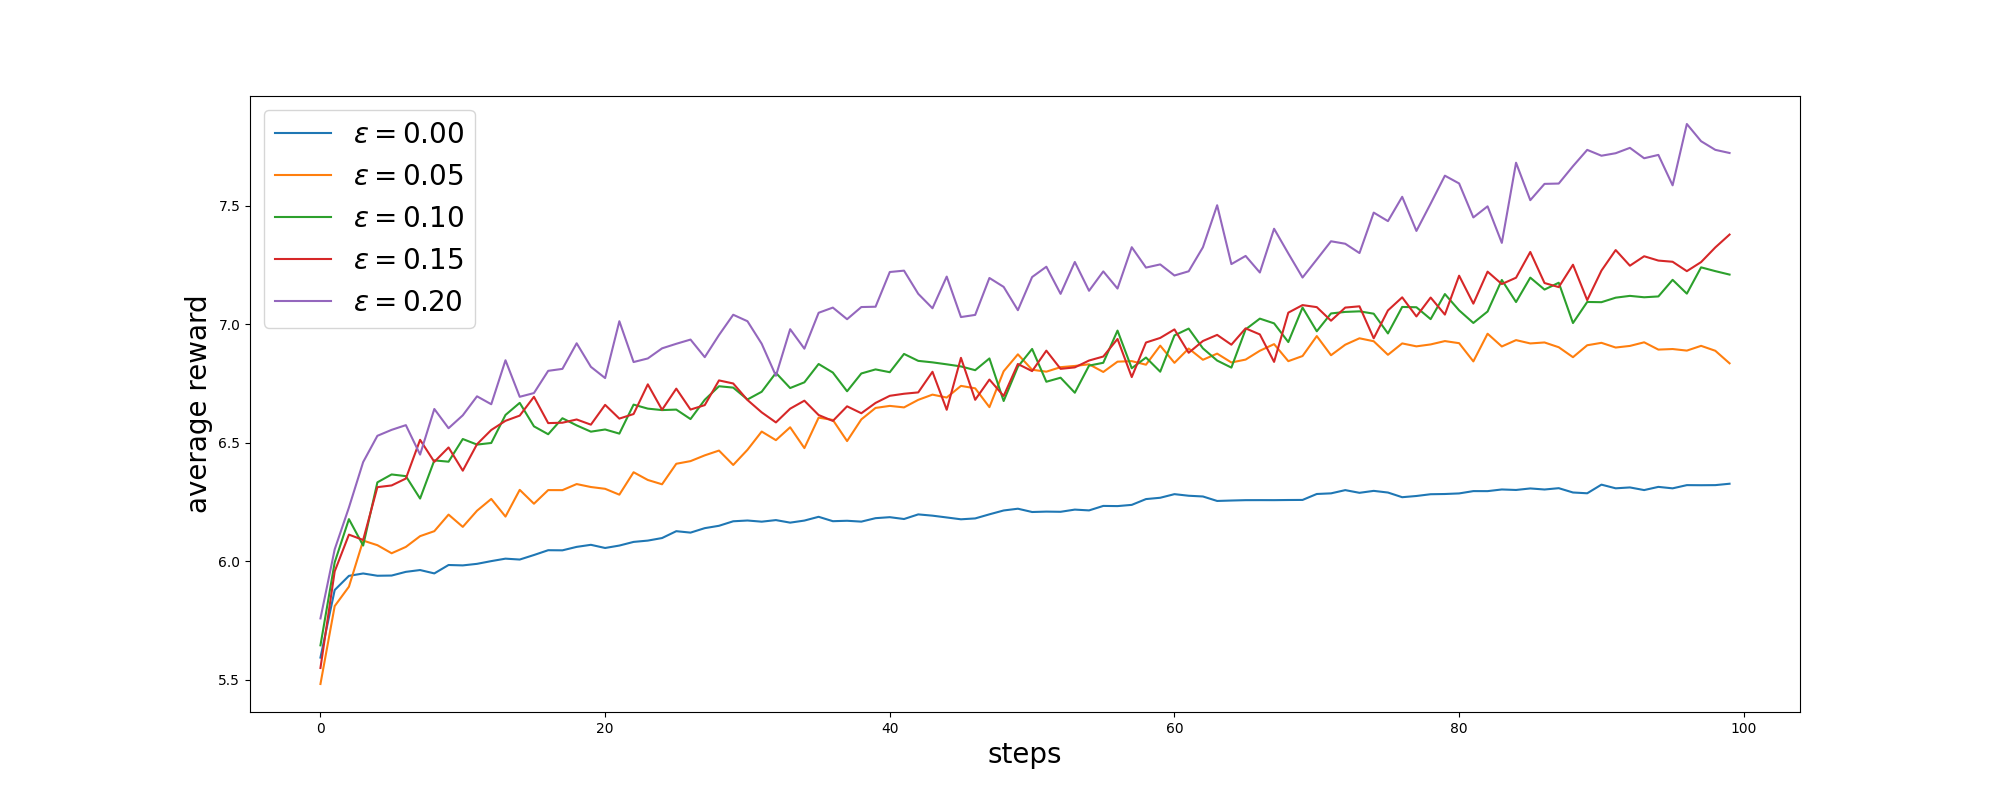 ε = 0.00
ε = 0.05
ε = 0.10
ε = 0.15
ε = 0.20
average reward
7.5
7.0
6.5
6.0
5.5
0 20 40 60 80 100
steps